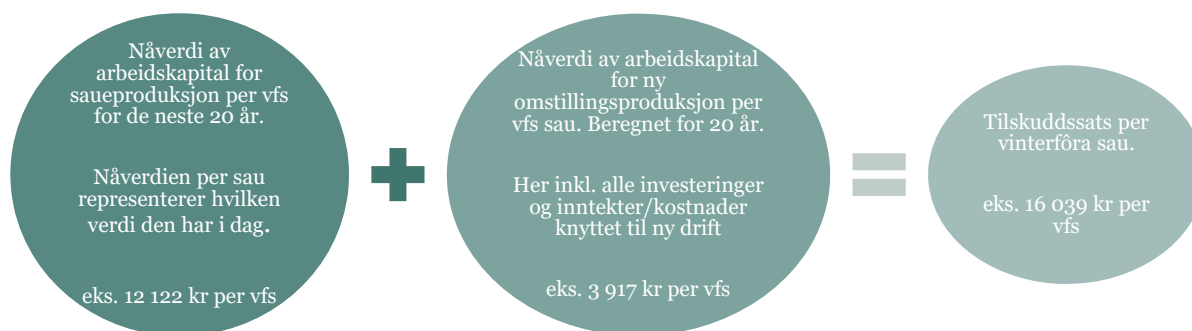 Nåverdi av
arbeidskapital for
saueproduksjon per vfs
for de neste 20 år.
Nåverdien per sau
representerer hvilken
verdi den har i dag.
eks. 12 122 kr per vfs
Nåverdi av arbeidskapital
for ny
omstillingsproduksjon per
vfs sau. Beregnet for 20 år.
Her inkl. alle investeringer
og inntekter/kostnader
knyttet til ny drift
eks. 3 917 kr per vfs
Tilskuddssats per
vinterfôra sau.
eks. 16 039 kr per
vfs